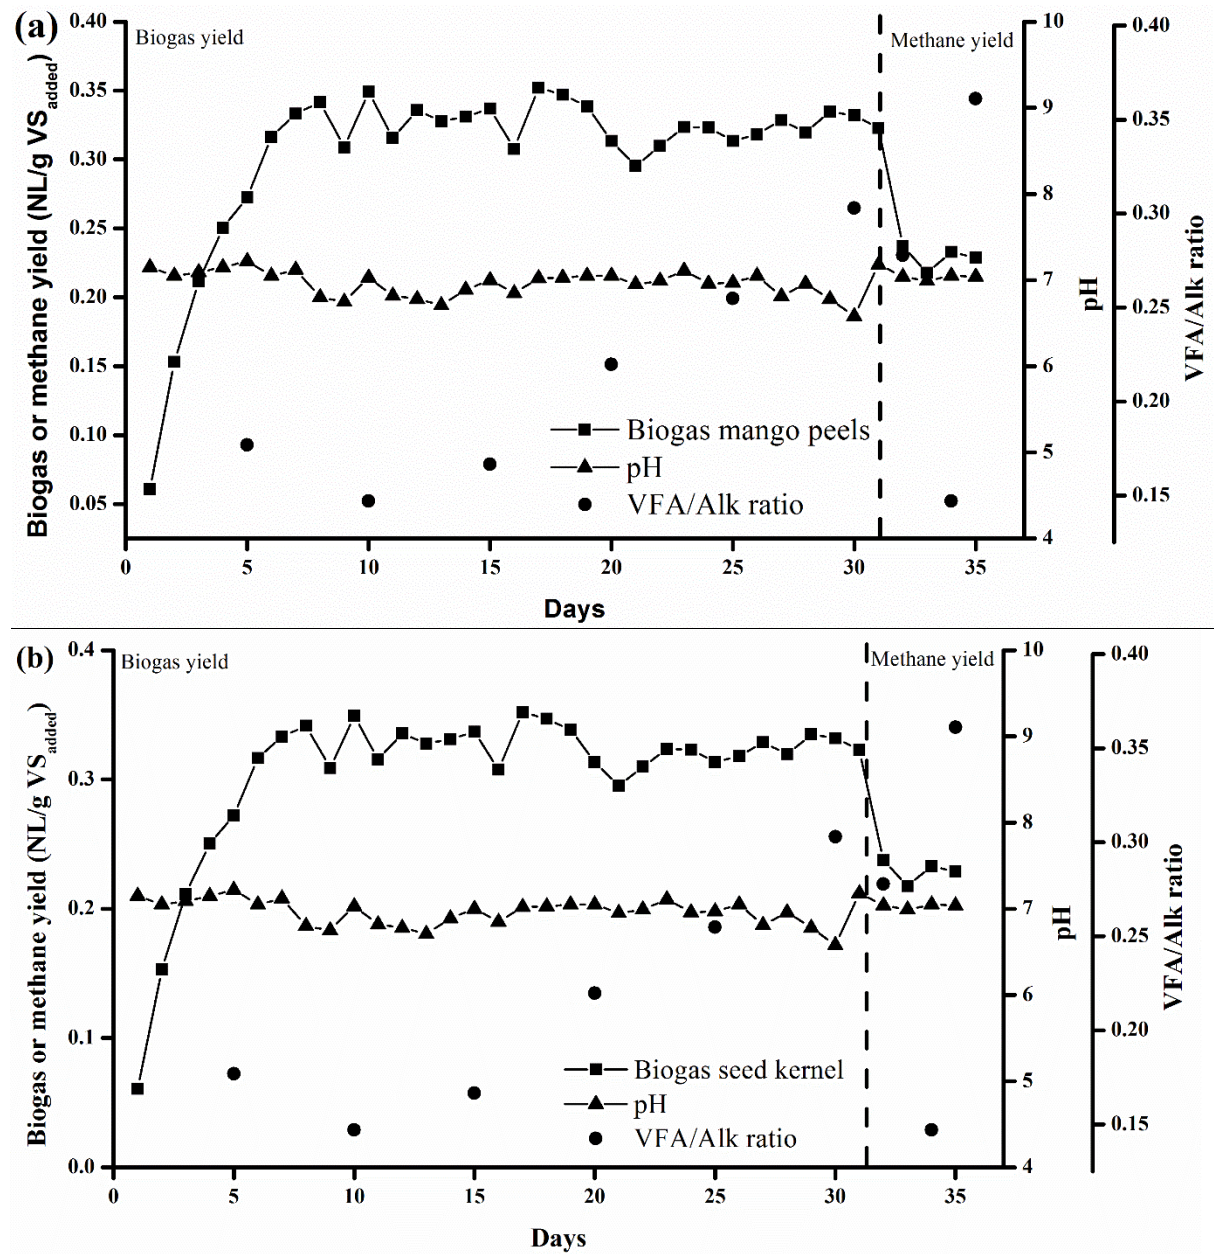 (a)
Biogas yield
Methane yield
0.40
0.35
0.30
0.25
0.20
0.15
0.10
0.05
Biogas or methane yield (NL/g VSadded)
10
9
8
7
6
5
4
pH
0.40
0.35
0.30
0.25
0.20
0.15
VFA/Alk ratio
Biogas mango peels
pH
VFA/Alk ratio
0 5 10 15 20 25 30 35
Days
(b)
Biogas yield
Methane yield
0.4
0.3
0.2
0.1
0.0
Biogas or methane yield (NL/g VSadded)
10
9
8
7
6
5
4
pH
0.40
0.35
0.30
0.25
0.20
0.15
VFA/Alk ratio
Biogas seed kernel
pH
VFA/Alk ratio
0 5 10 15 20 25 30 35
Days